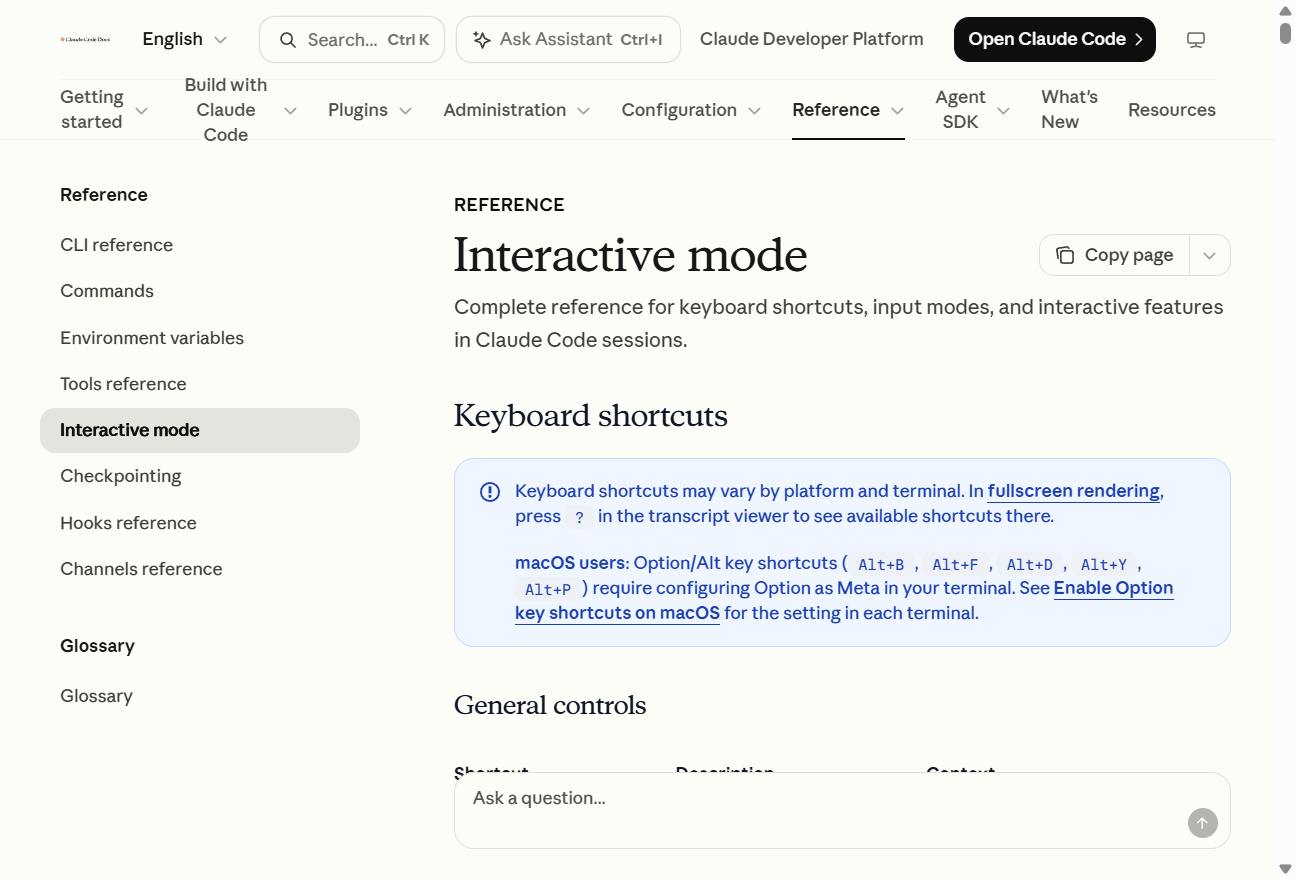 Claude Code Docs
English
Search...
Ctrl K
Ask Assistant
Ctrl+I
Claude Developer Platform
Open Claude Code
Getting
started
Build with
Claude
Code
Plugins
Administration
Configuration
Reference
Agent
SDK
What's
New
Resources
Reference
CLI reference
Commands
Environment variables
Tools reference
Interactive mode
Checkpointing
Hooks reference
Channels reference
Glossary
Glossary
REFERENCE
Interactive mode
Copy page
Complete reference for keyboard shortcuts, input modes, and interactive features
in Claude Code sessions.
Keyboard shortcuts
Keyboard shortcuts may vary by platform and terminal. In fullscreen rendering,
press ? in the transcript viewer to see available shortcuts there.
macOS users: Option/Alt key shortcuts ( Alt+B , Alt+F , Alt+D , Alt+Y ,
Alt+P ) require configuring Option as Meta in your terminal. See Enable Option
key shortcuts on macOS for the setting in each terminal.
General controls
Shortcut Description Context
Ask a question...